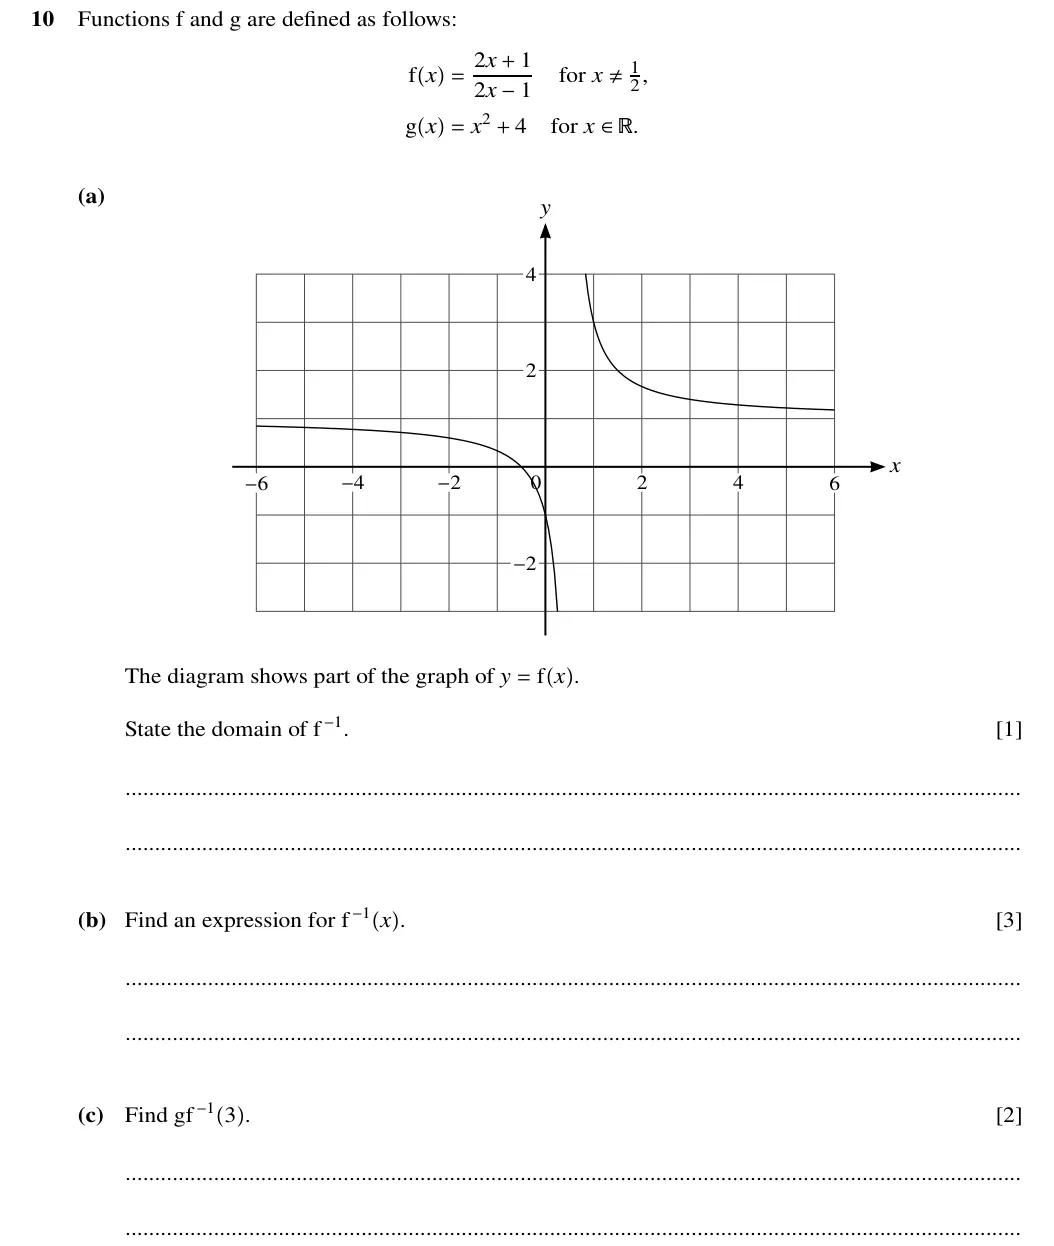 10 Functions f and g are defined as follows:
f(x) = (2x + 1)/(2x − 1) for x ≠ 1/2,
g(x) = x² + 4 for x ∈ ℝ.
(a)
y
4
2
−6 −4 −2 0 2 4 6 x
−2
The diagram shows part of the graph of y = f(x).
State the domain of f⁻¹. [1]
(b) Find an expression for f⁻¹(x). [3]
(c) Find gf⁻¹(3). [2]